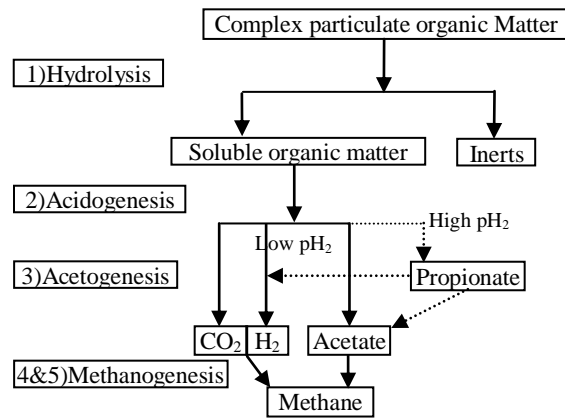 Complex particulate organic Matter
1)Hydrolysis
Soluble organic matter
Inerts
2)Acidogenesis
High pH₂
Low pH₂
3)Acetogenesis
Propionate
CO₂
H₂
Acetate
4&5)Methanogenesis
Methane